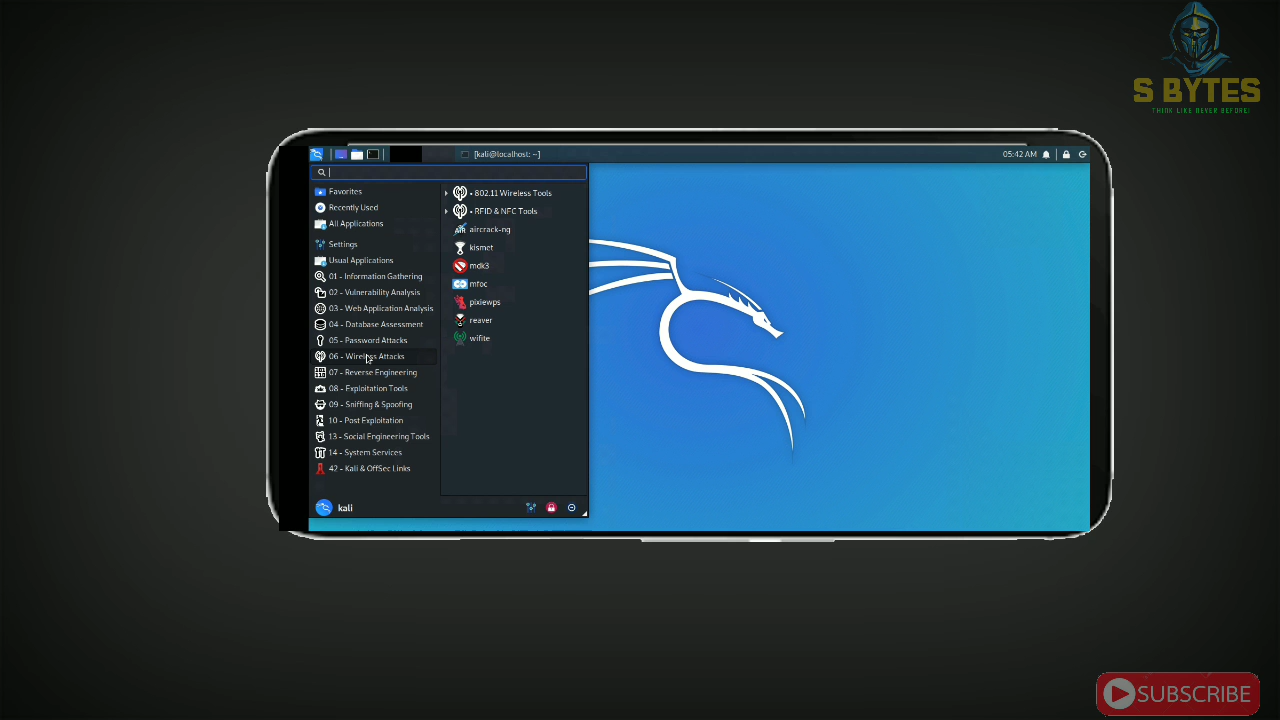 S BYTES
THINK LIKE NEVER BEFORE!
[kali@localhost: ~]
05:42 AM
Favorites
Recently Used
All Applications
Settings
Usual Applications
01 - Information Gathering
02 - Vulnerability Analysis
03 - Web Application Analysis
04 - Database Assessment
05 - Password Attacks
06 - Wireless Attacks
07 - Reverse Engineering
08 - Exploitation Tools
09 - Sniffing & Spoofing
10 - Post Exploitation
13 - Social Engineering Tools
14 - System Services
42 - Kali & OffSec Links
• 802.11 Wireless Tools
• RFID & NFC Tools
AIR
aircrack-ng
kismet
mdk3
mfoc
pixiewps
reaver
wifite
kali
SUBSCRIBE